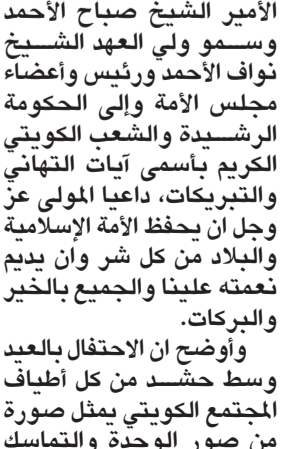 الأمير الشيخ صباح الأحمد
وسمو ولي العهد الشيخ
نواف الأحمد ورئيس وأعضاء
مجلس الأمة وإلى الحكومة
الرشيدة والشعب الكويتي
الكريم بأسمى آيات التهاني
والتبريكات، داعيا المولى عز
وجل ان يحفظ الأمة الإسلامية
والبلاد من كل شر وان يديم
نعمته علينا والجميع بالخير
والبركات.
وأوضح ان الاحتفال بالعيد
وسط حشد من كل أطياف
المجتمع الكويتي يمثل صورة
من صور الوحدة والتماسك